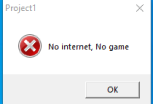 Project1
No internet, No game
OK